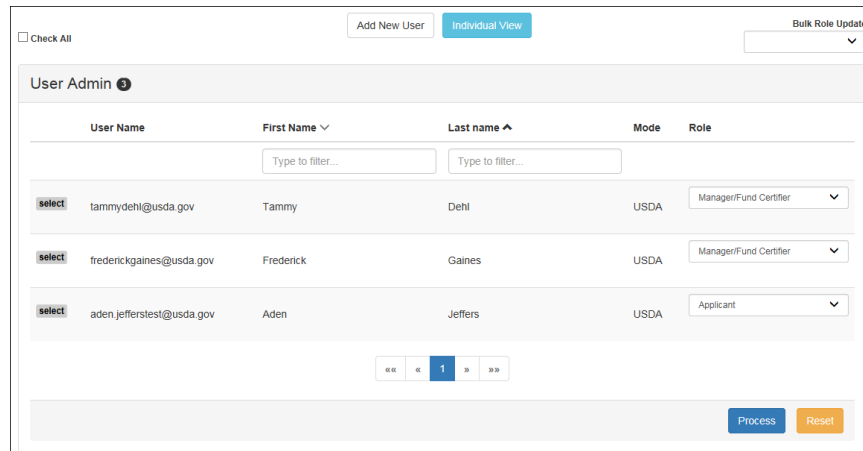 Add New User Individual View Bulk Role Update
Check All
User Admin 3
User Name First Name Last name Mode Role
Type to filter... Type to filter...
select tammydehl@usda.gov Tammy Dehl USDA Manager/Fund Certifier
select frederickgaines@usda.gov Frederick Gaines USDA Manager/Fund Certifier
select aden.jefferstest@usda.gov Aden Jeffers USDA Applicant
«« « 1 » »»
Process Reset